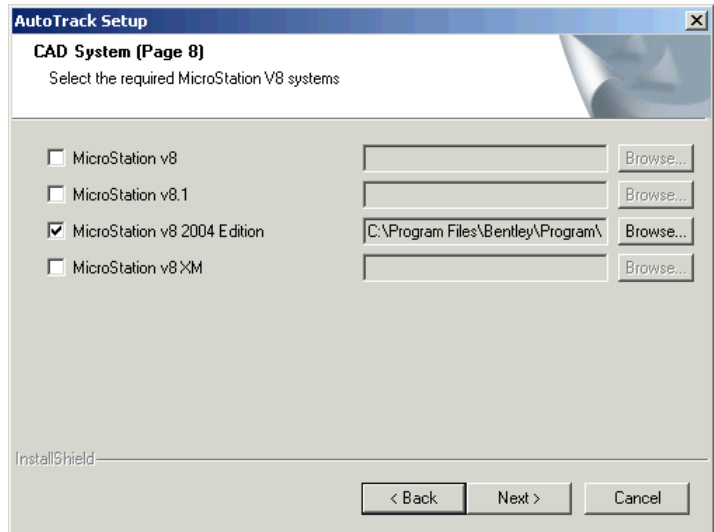 AutoTrack Setup
CAD System (Page 8)
Select the required MicroStation V8 systems
MicroStation v8 Browse...
MicroStation v8.1 Browse...
MicroStation v8 2004 Edition C:\Program Files\Bentley\Program\ Browse...
MicroStation v8 XM Browse...
InstallShield
< Back Next > Cancel